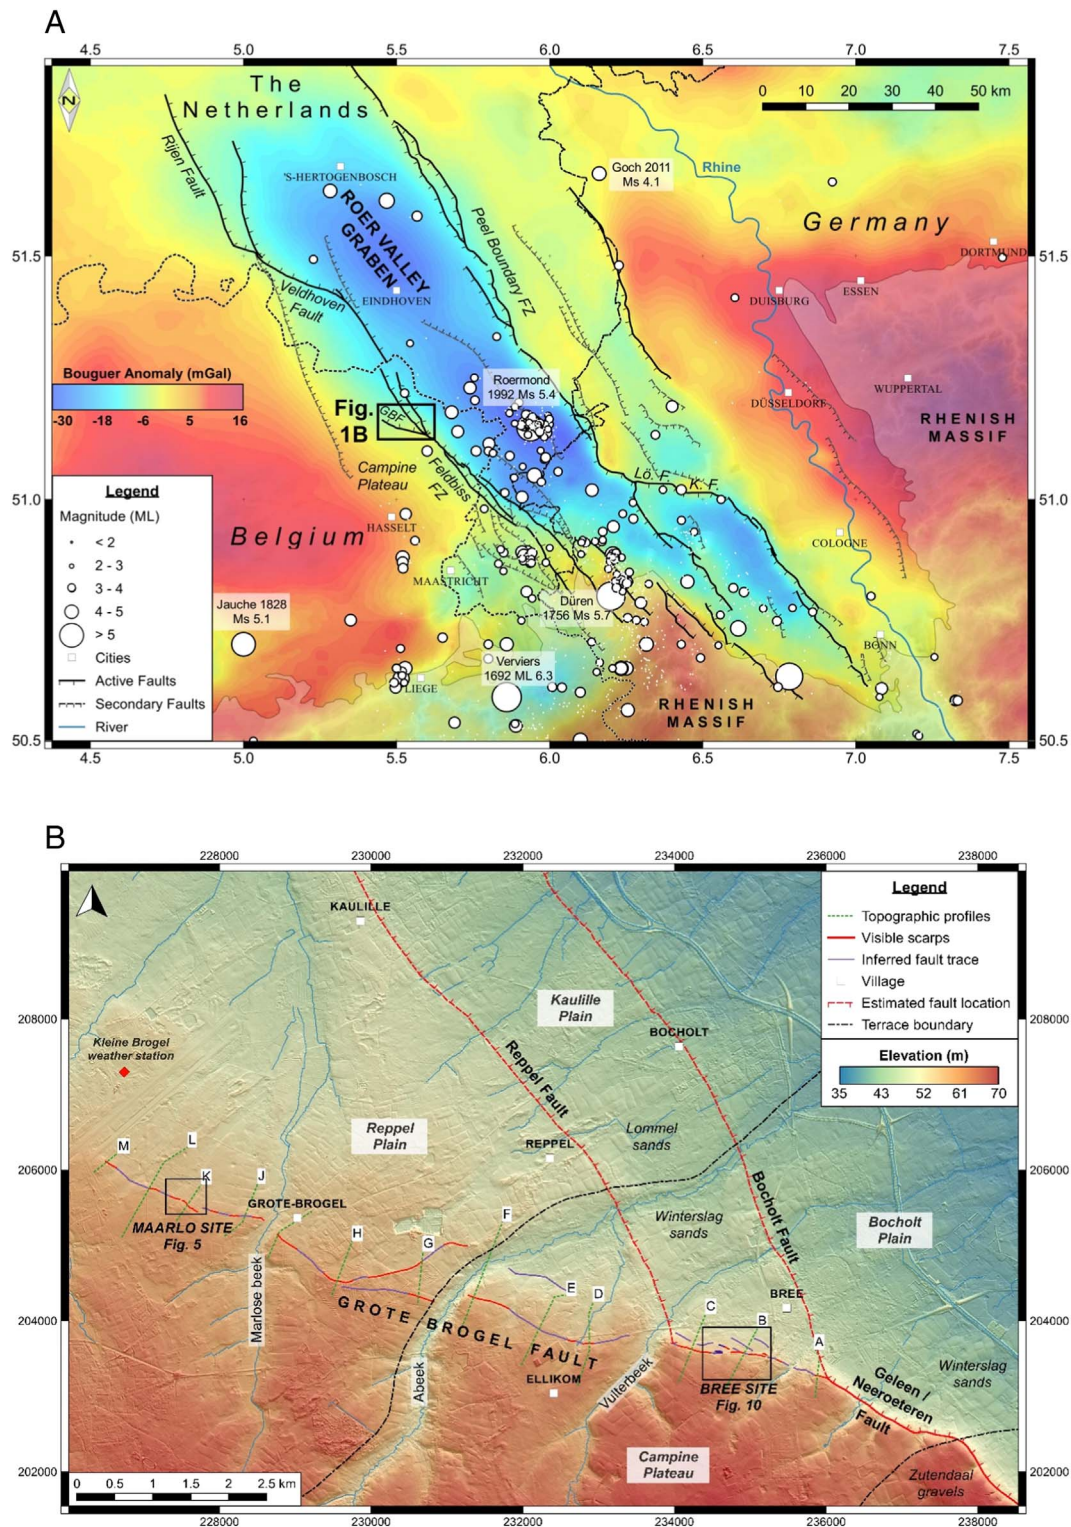 A
4.5 5.0 5.5 6.0 6.5 7.0 7.5
The
Netherlands
0 10 20 30 40 50 km
Z
Rijen Fault
'S-HERTOGENBOSCH
ROER VALLEY
GRABEN
Peel Boundary FZ
Goch 2011
Ms 4.1
Rhine
Germany
DORTMUND
51.5
51.5
EINDHOVEN
Veldhoven
Fault
DUISBURG
ESSEN
Bouguer Anomaly (mGal)
-30 -18 -6 5 16
Roermond
1992 Ms 5.4
WUPPERTAL
DÜSSELDORF
RHENISH
MASSIF
Fig.
1B
GBF
Campine
Plateau
Feldbiss
FZ
Lö. F.
K. F.
51.0
51.0
Legend
Magnitude (ML)
< 2
2 - 3
3 - 4
4 - 5
> 5
Cities
Active Faults
Secondary Faults
River
HASSELT
Belgium
COLOGNE
MAASTRICHT
Jauche 1828
Ms 5.1
Düren
1756 Ms 5.7
BONN
Verviers
1692 ML 6.3
LIEGE
RHENISH
MASSIF
50.5
50.5
4.5 5.0 5.5 6.0 6.5 7.0 7.5
B
228000 230000 232000 234000 236000 238000
KAULILLE
Legend
Topographic profiles
Visible scarps
Inferred fault trace
Village
Estimated fault location
Terrace boundary
Elevation (m)
35 43 52 61 70
Kaulille
Plain
208000
208000
BOCHOLT
Kleine Brogel
weather station
Reppel Fault
Reppel
Plain
Lommel
sands
REPPEL
M
L
206000
206000
K
J
GROTE-BROGEL
MAARLO SITE
Fig. 5
Bocholt Fault
Winterslag
sands
Bocholt
Plain
F
H
G
Marlose beek
E
D
BREE
C
B
A
204000
204000
GROTE BROGEL FAULT
Abeek
ELLIKOM
Vulterbeek
BREE SITE
Fig. 10
Geleen /
Neeroeteren
Fault
Winterslag
sands
Campine
Plateau
Zutendaal
gravels
202000
202000
0 0.5 1 1.5 2 2.5 km
228000 230000 232000 234000 236000 238000